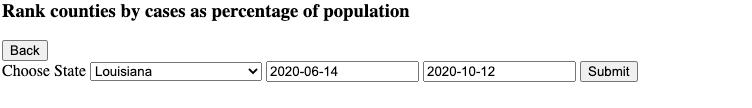 Rank counties by cases as percentage of population
Back
Choose State Louisiana 2020-06-14 2020-10-12 Submit